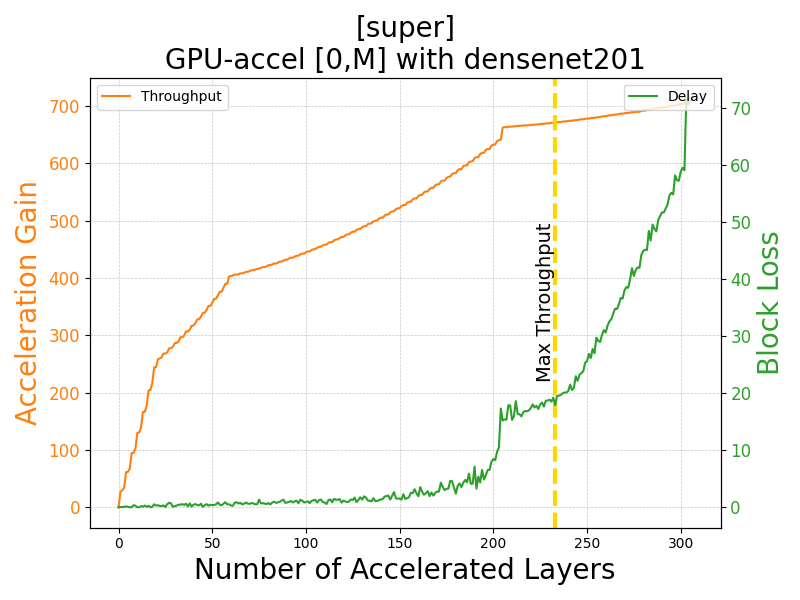 [super]
GPU-accel [0,M] with densenet201
Throughput
Delay
Acceleration Gain
700
600
500
400
300
200
100
0
Max Throughput
70
60
50
40
30
20
10
0
Block Loss
0 50 100 150 200 250 300
Number of Accelerated Layers